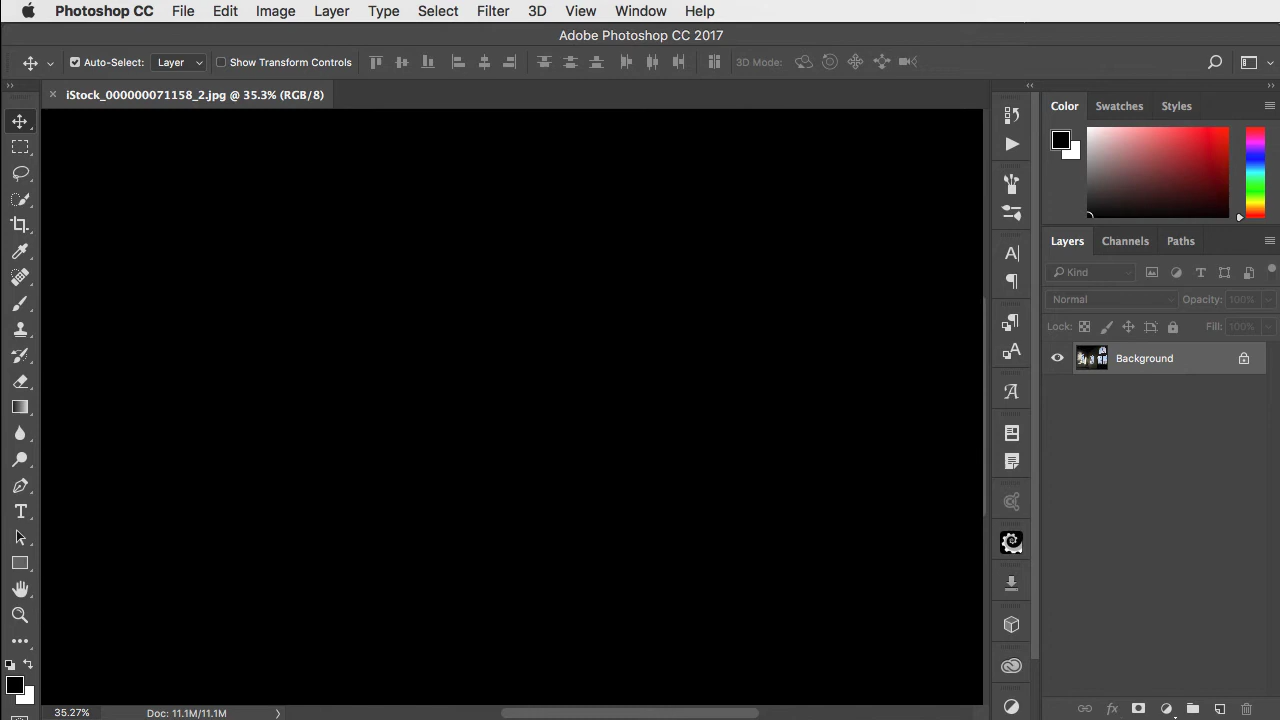 Photoshop CC File Edit Image Layer Type Select Filter 3D View Window Help
Adobe Photoshop CC 2017
Auto-Select: Layer Show Transform Controls 3D Mode:
iStock_000000071158_2.jpg @ 35.3% (RGB/8)
Color Swatches Styles
Layers Channels Paths
Kind
Normal Opacity: 100%
Lock: Fill: 100%
Background
35.27% Doc: 11.1M/11.1M